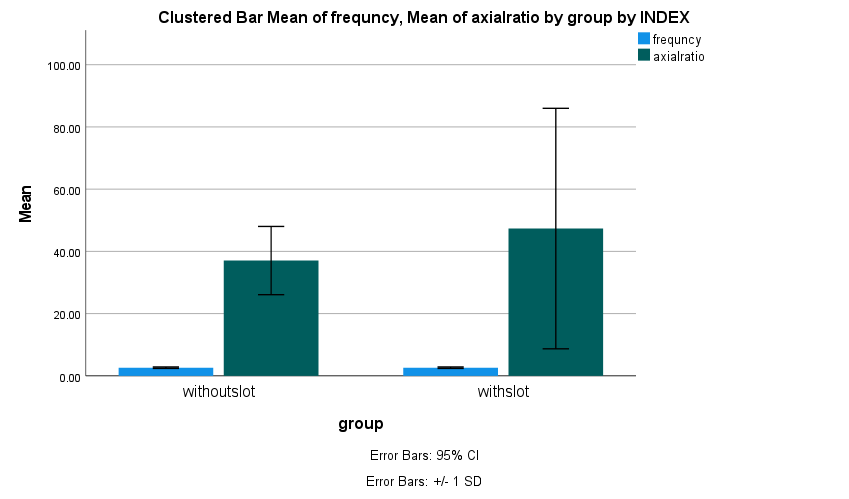 Clustered Bar Mean of frequncy, Mean of axialratio by group by INDEX
frequncy
axialratio
100.00
80.00
60.00
40.00
20.00
0.00
Mean
withoutslot
withslot
group
Error Bars: 95% CI
Error Bars: +/- 1 SD